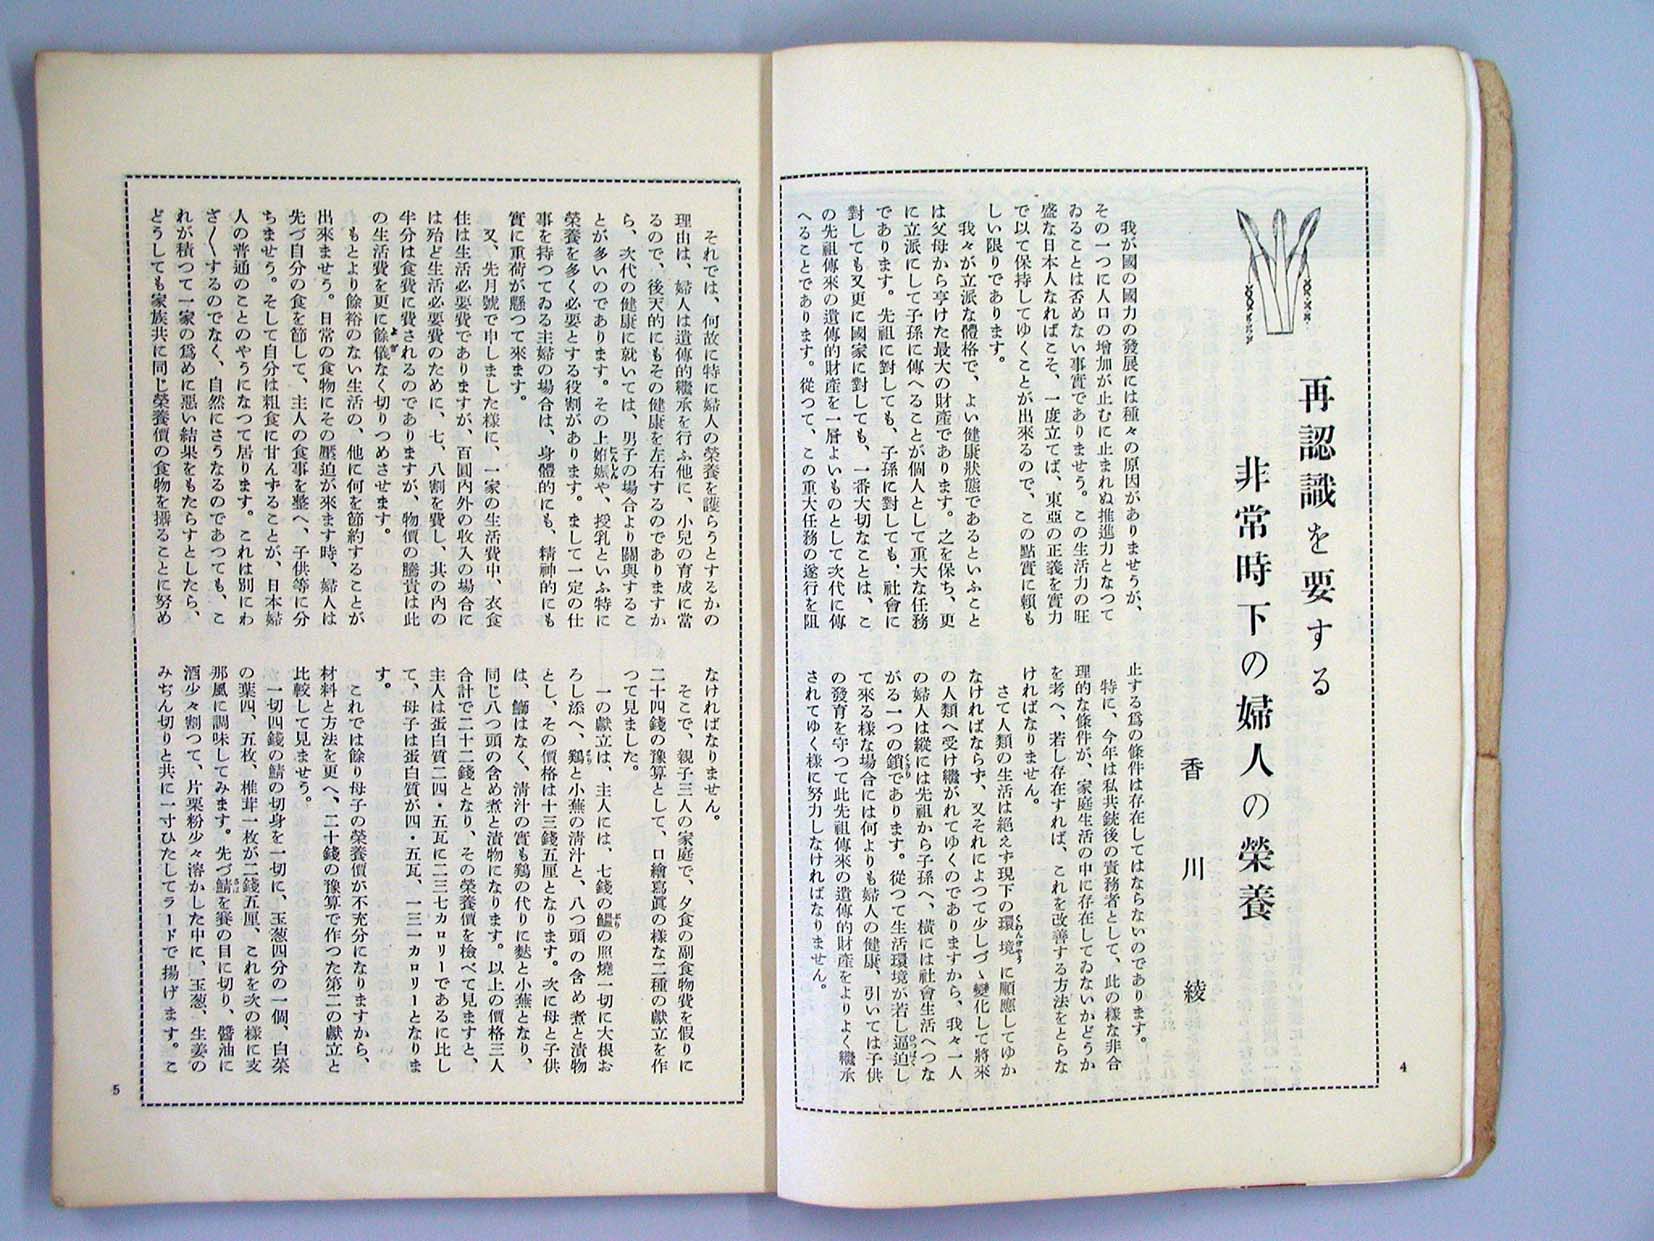 再認識を要する
非常時下の婦人の榮養
香川綾
我が國の國力の發展には種々の原因がありませうが、
その一つに人口の增加が止むに止まれぬ推進力となつて
ゐることは否めない事實でありませう。この生活力の旺
盛な日本人なればこそ、一度立てば、東亞の正義を實力
で以て保持してゆくことが出來るので、この點實に賴も
しい限りであります。
我々が立派な體格で、よい健康狀態であるといふこと
は父母から享けた最大の財產であります。之を保ち、更
に立派にして子孫に傳へることが個人として重大な任務
であります。先祖に對しても、子孫に對しても、社會に
對しても又更に國家に對しても、一番大切なことは、こ
の先祖傳來の遺傳的財產を一層よいものとして次代に傳
へることであります。從つて、この重大任務の遂行を阻
止する爲の條件は存在してはならないのであります。
特に、今年は私共銃後の責務者として、此の樣な非合
理的な條件が、家庭生活の中に存在してゐないかどうか
を考へ、若し存在すれば、これを改善する方法をとらな
ければなりません。
さて人類の生活は絕えず現下の環境に順應してゆか
なければならず、又それによつて少しづゝ變化して將來
の人類へ受け繼がれてゆくのでありますから、我々一人
の婦人は縱には先祖から子孫へ、橫には社會生活へつな
がる一つの鎖であります。從つて生活環境が若し逼迫し
て來る樣な場合には何よりも婦人の健康、引いては子供
の發育を守つて此先祖傳來の遺傳的財產をよりよく繼承
されてゆく樣に努力しなければなりません。
4
それでは、何故に特に婦人の榮養を護らうとするかの
理由は、婦人は遺傳的繼承を行ふ他に、小兒の育成に當
るので、後天的にもその健康を左右するのでありますか
ら、次代の健康に就いては、男子の場合より關與するこ
とが多いのであります。その上姙娠や、授乳といふ特に
榮養を多く必要とする役割があります。まして一定の仕
事を持つてゐる主婦の場合は、身體的にも、精神的にも
實に重荷が懸つて來ます。
又、先月號で申しました樣に、一家の生活費中、衣食
住は生活必要費でありますが、百圓內外の收入の場合に
は殆ど生活必要費のために、七、八割を費し、其の內の
半分は食費に費されるのでありますが、物價の騰貴は此
の生活費を更に餘儀なく切りつめさせます。
もとより餘裕のない生活の、他に何を節約することが
出來ませう。日常の食物にその壓迫が來ます時、婦人は
先づ自分の食を節して、主人の食事を整へ、子供等に分
ちませう。そして自分は粗食に甘んずることが、日本婦
人の普通のことのやうになつて居ります。これは別にわ
ざ〱するのでなく、自然にさうなるのであつても、こ
れが積つて一家の爲めに惡い結果をもたらすとしたら、
どうしても家族共に同じ榮養價の食物を攝ることに努め
なければなりません。
そこで、親子三人の家庭で、夕食の副食物費を假りに
二十四錢の豫算として、口繪寫眞の樣な二種の獻立を作
つて見ました。
一の獻立は、主人には、七錢の鰤の照燒一切に大根お
ろし添へ、鷄と小蕪の淸汁と、八つ頭の含め煮と漬物
とし、その價格は十三錢五厘となります。次に母と子供
は、鰤はなく、淸汁の實も鷄の代りに麩と小蕪となり、
同じ八つ頭の含め煮と漬物になります。以上の價格三人
合計で二十二錢となり、その榮養價を檢べて見ますと、
主人は蛋白質二四・五瓦に二三七カロリーであるに比し
て、母子は蛋白質が四・五瓦、一三一カロリーとなりま
す。
これでは餘り母子の榮養價が不充分になりますから、
材料と方法を更へ、二十錢の豫算で作つた第二の獻立と
比較して見ませう。
一切四錢の鯖の切身を一切に、玉葱四分の一個、白菜
の葉四、五枚、椎茸一枚が二錢五厘、これを次の樣に支
那風に調味してみます。先づ鯖を賽の目に切り、醬油に
酒少々割つて、片栗粉少々溶かした中に、玉葱、生姜の
みぢん切りと共に一寸ひたしてラードで揚げます。こ
5